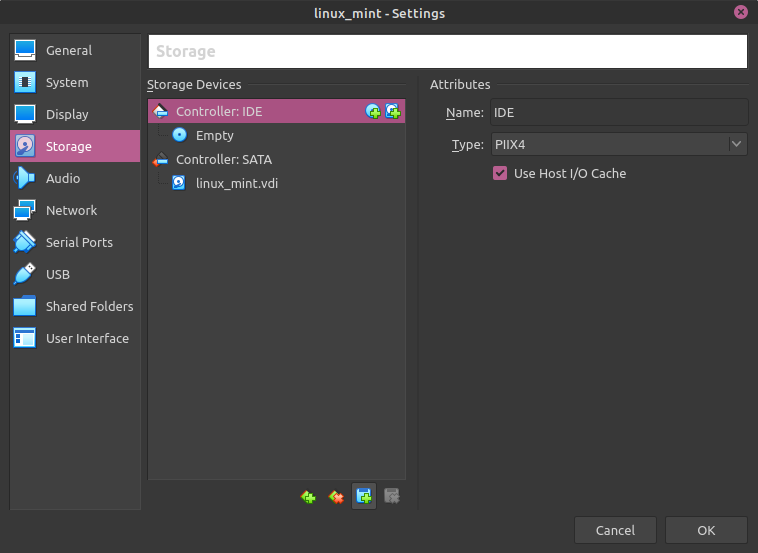 linux_mint - Settings
General
System
Display
Storage
Audio
Network
Serial Ports
USB
Shared Folders
User Interface
Storage
Storage Devices
Controller: IDE
Empty
Controller: SATA
linux_mint.vdi
Attributes
Name: IDE
Type: PIIX4
Use Host I/O Cache
Cancel
OK